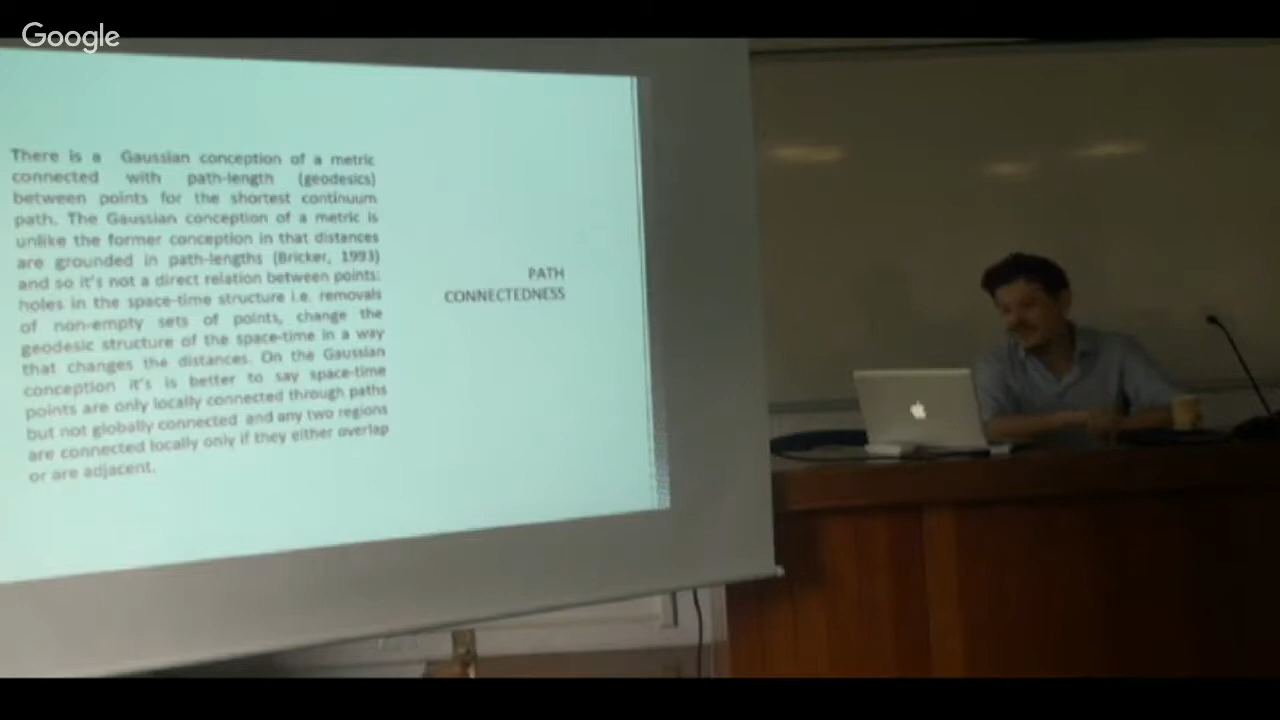 Google
There is a Gaussian conception of a metric
connected with path-length (geodesics)
between points for the shortest continuum
path. The Gaussian conception of a metric is
unlike the former conception in that distances
are grounded in path-lengths (Bricker, 1993)
and so it's not a direct relation between points:
holes in the space-time structure i.e. removals
of non-empty sets of points, change the
geodesic structure of the space-time in a way
that changes the distances. On the Gaussian
conception it's is better to say space-time
points are only locally connected through paths
but not globally connected and any two regions
are connected locally only if they either overlap
or are adjacent.
PATH
CONNECTEDNESS